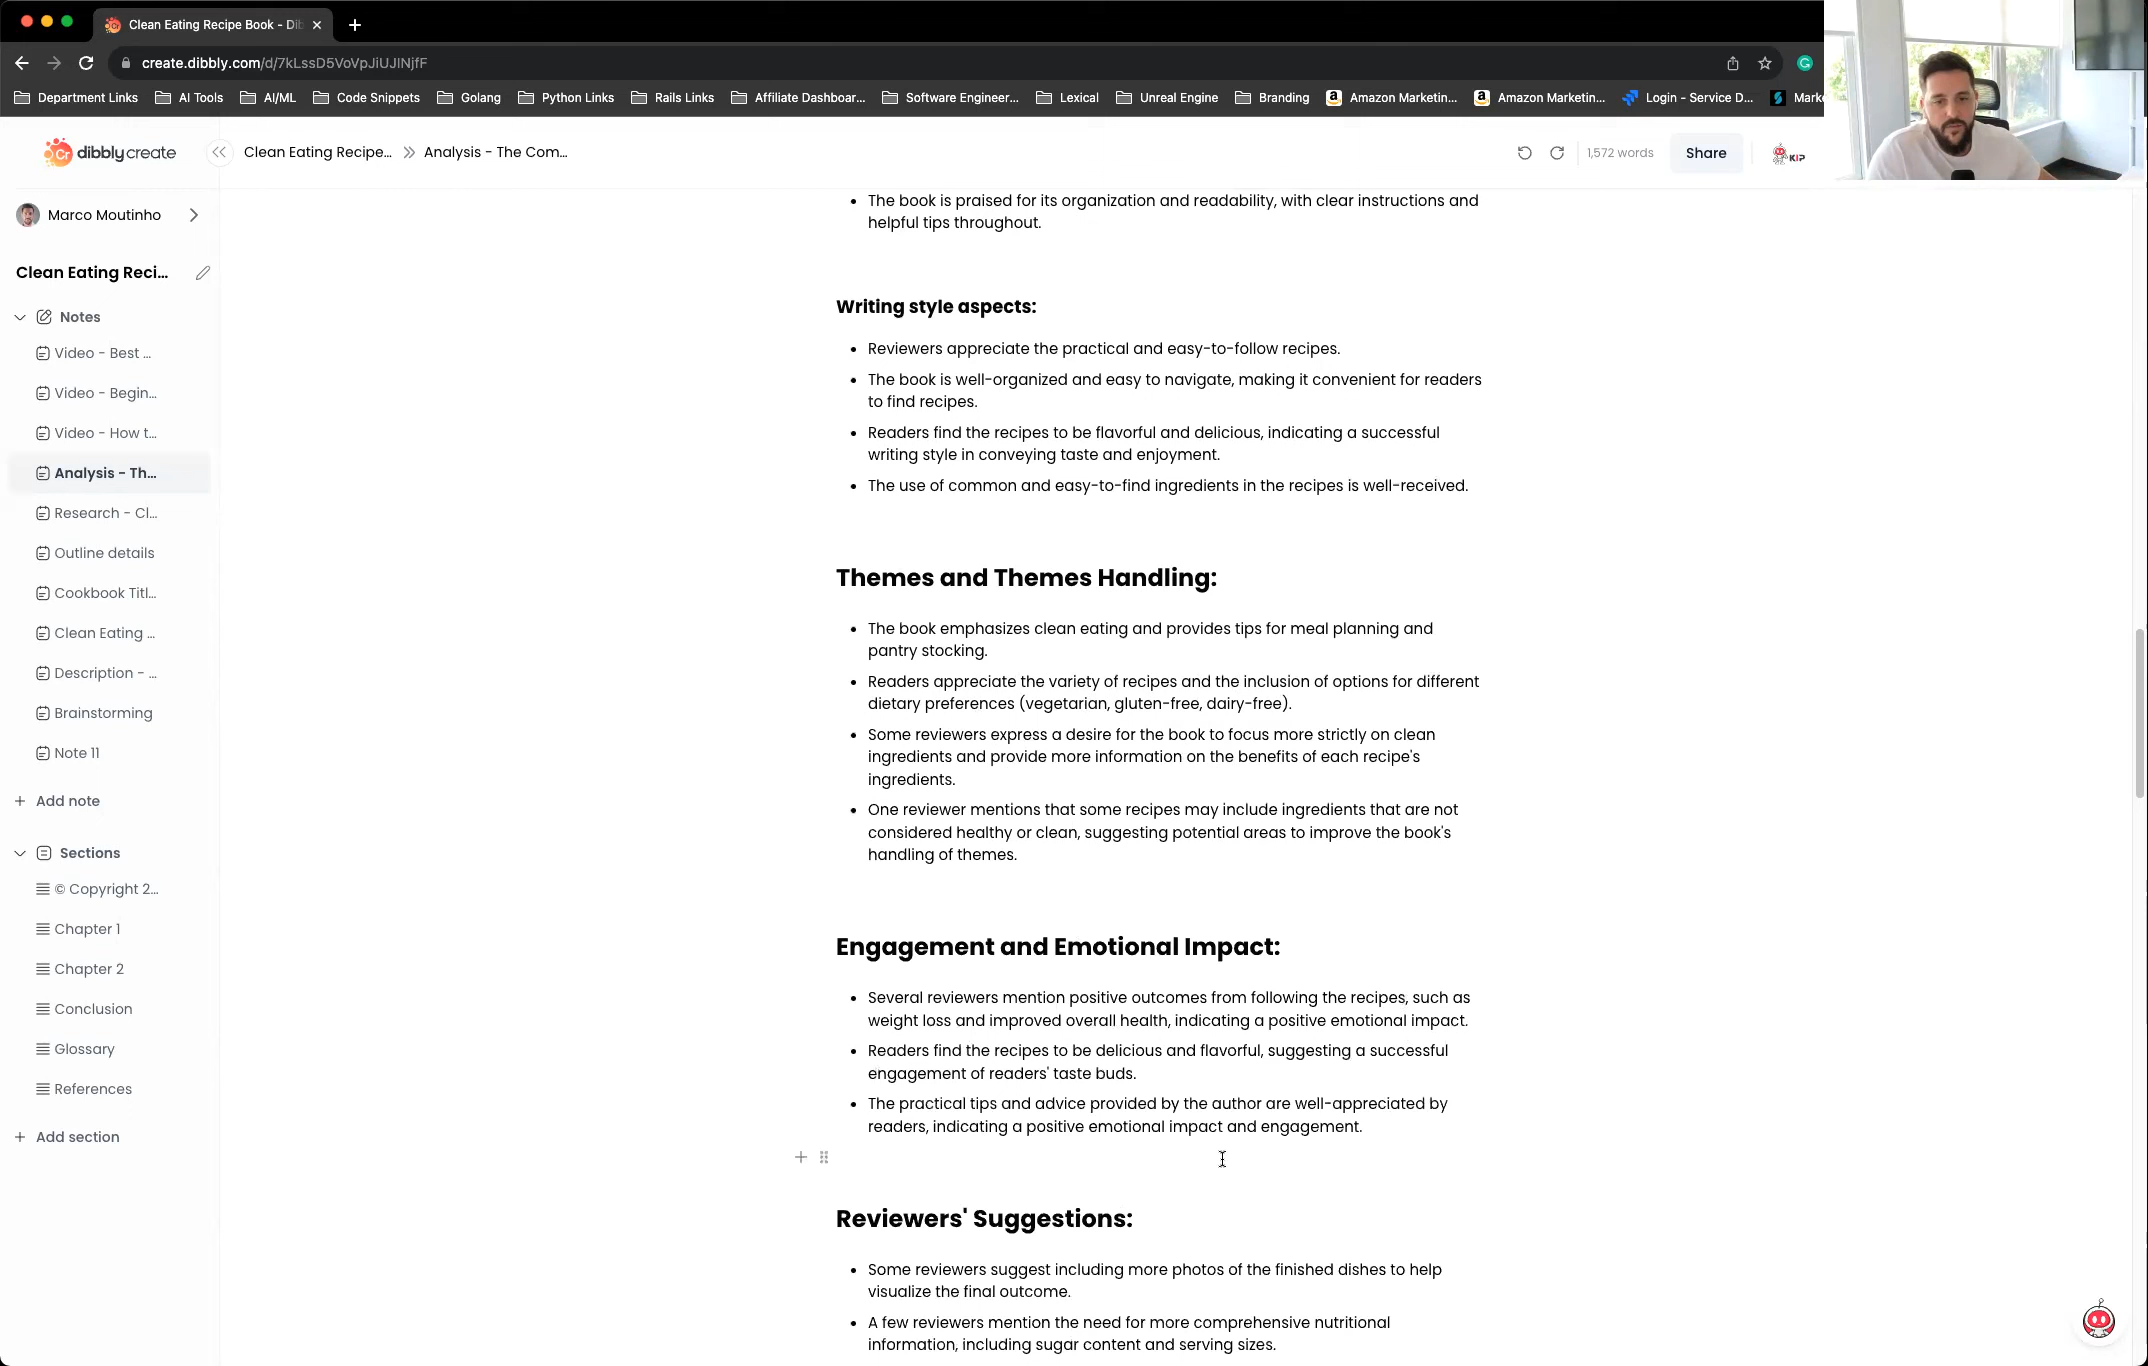 Clean Eating Recipe Book - Dib
create.dibbly.com/d/7kLssD5VoVpJiUJlNjfF
Department Links
AI Tools
AI/ML
Code Snippets
Golang
Python Links
Rails Links
Affiliate Dashboar...
Software Engineer...
Lexical
Unreal Engine
Branding
Amazon Marketin...
Amazon Marketin...
Login - Service D...
Marke
Cr dibblycreate
Clean Eating Recipe...
Analysis - The Com...
1,572 words
Share
KIP
Marco Moutinho
Clean Eating Reci...
Notes
Video - Best ...
Video - Begin...
Video - How t...
Analysis - Th...
Research - Cl...
Outline details
Cookbook Titl...
Clean Eating ...
Description - ...
Brainstorming
Note 11
+ Add note
Sections
© Copyright 2...
Chapter 1
Chapter 2
Conclusion
Glossary
References
+ Add section
• The book is praised for its organization and readability, with clear instructions and
helpful tips throughout.
Writing style aspects:
• Reviewers appreciate the practical and easy-to-follow recipes.
• The book is well-organized and easy to navigate, making it convenient for readers
to find recipes.
• Readers find the recipes to be flavorful and delicious, indicating a successful
writing style in conveying taste and enjoyment.
• The use of common and easy-to-find ingredients in the recipes is well-received.
Themes and Themes Handling:
• The book emphasizes clean eating and provides tips for meal planning and
pantry stocking.
• Readers appreciate the variety of recipes and the inclusion of options for different
dietary preferences (vegetarian, gluten-free, dairy-free).
• Some reviewers express a desire for the book to focus more strictly on clean
ingredients and provide more information on the benefits of each recipe's
ingredients.
• One reviewer mentions that some recipes may include ingredients that are not
considered healthy or clean, suggesting potential areas to improve the book's
handling of themes.
Engagement and Emotional Impact:
• Several reviewers mention positive outcomes from following the recipes, such as
weight loss and improved overall health, indicating a positive emotional impact.
• Readers find the recipes to be delicious and flavorful, suggesting a successful
engagement of readers' taste buds.
• The practical tips and advice provided by the author are well-appreciated by
readers, indicating a positive emotional impact and engagement.
Reviewers' Suggestions:
• Some reviewers suggest including more photos of the finished dishes to help
visualize the final outcome.
• A few reviewers mention the need for more comprehensive nutritional
information, including sugar content and serving sizes.